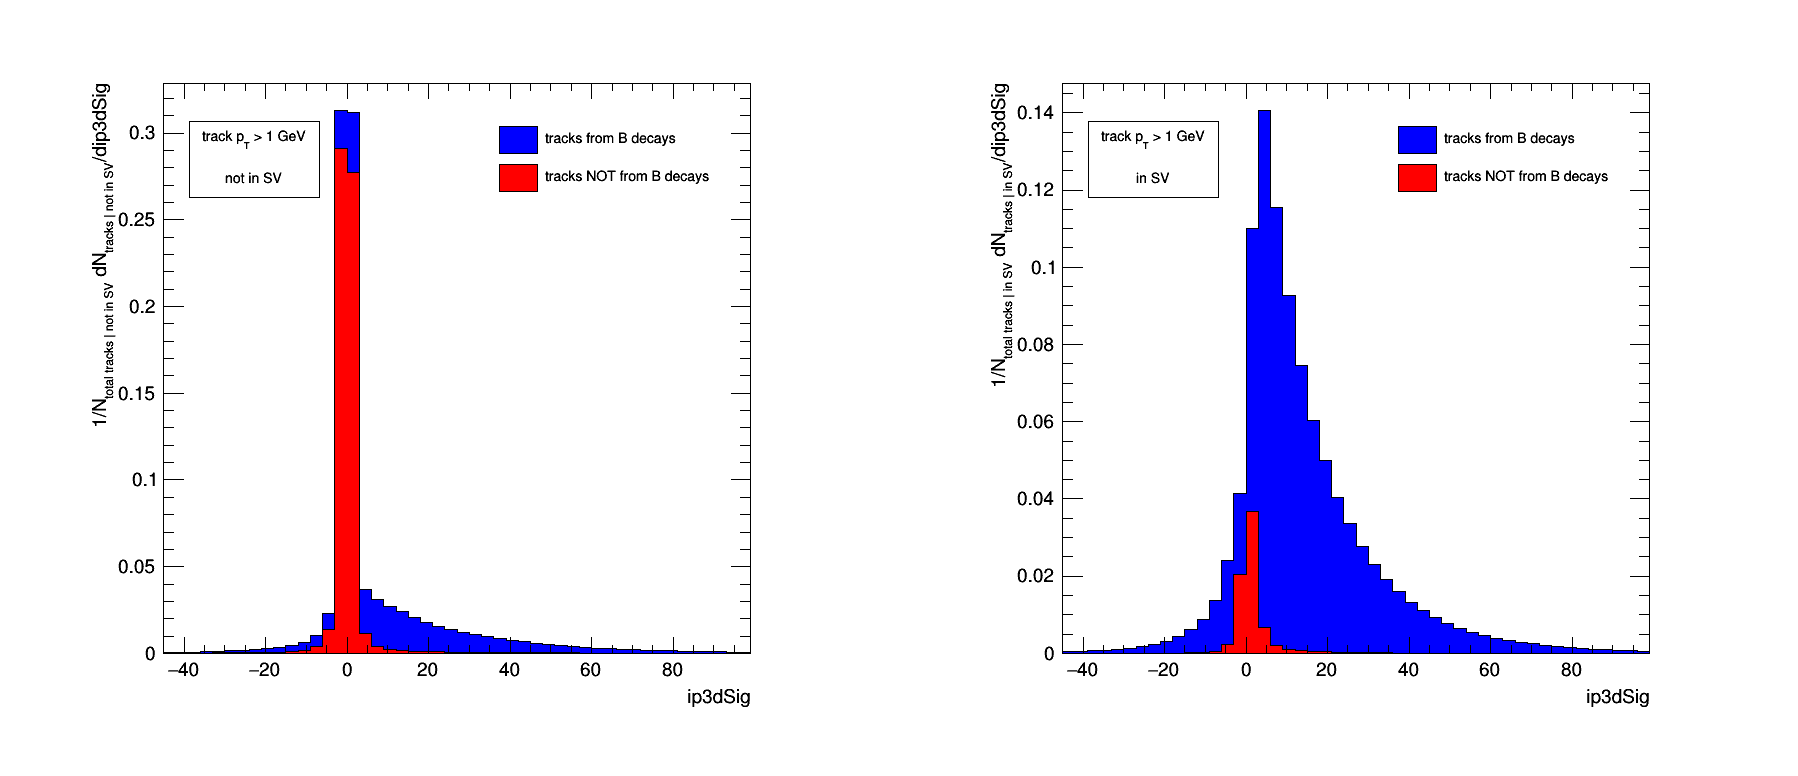 1/N_total tracks | not in SV dN_tracks | not in SV/dip3dSig
track p_T > 1 GeV
not in SV
tracks from B decays
tracks NOT from B decays
0.3
0.25
0.2
0.15
0.1
0.05
0
−40 −20 0 20 40 60 80
ip3dSig
1/N_total tracks | in SV dN_tracks | in SV/dip3dSig
track p_T > 1 GeV
in SV
tracks from B decays
tracks NOT from B decays
0.14
0.12
0.1
0.08
0.06
0.04
0.02
0
−40 −20 0 20 40 60 80
ip3dSig